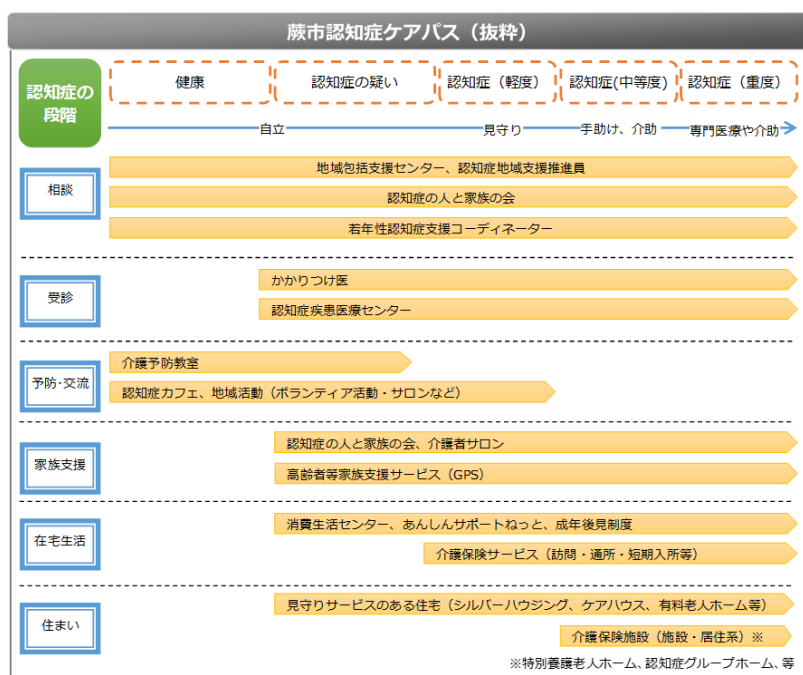 蕨市認知症ケアパス（抜粋）
認知症の
段階
健康
認知症の疑い
認知症（軽度）
認知症(中等度)
認知症（重度）
自立
見守り
手助け、介助
専門医療や介助
相談
地域包括支援センター、認知症地域支援推進員
認知症の人と家族の会
若年性認知症支援コーディネーター
受診
かかりつけ医
認知症疾患医療センター
予防･交流
介護予防教室
認知症カフェ、地域活動（ボランティア活動・サロンなど）
家族支援
認知症の人と家族の会、介護者サロン
高齢者等家族支援サービス（GPS）
在宅生活
消費生活センター、あんしんサポートねっと、成年後見制度
介護保険サービス（訪問・通所・短期入所等）
住まい
見守りサービスのある住宅（シルバーハウジング、ケアハウス、有料老人ホーム等）
介護保険施設（施設・居住系）※
※特別養護老人ホーム、認知症グループホーム、等